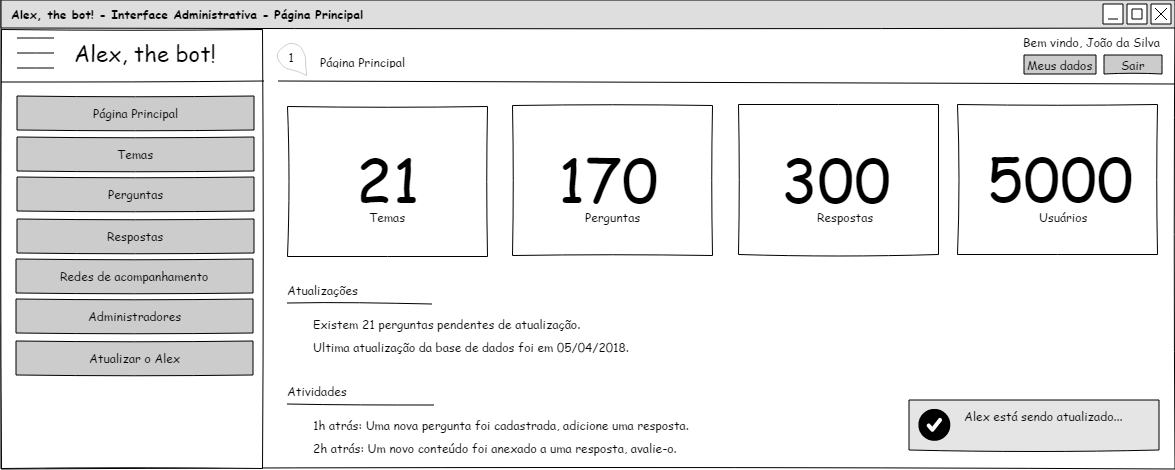 Alex, the bot! - Interface Administrativa - Página Principal
Alex, the bot!
Página Principal
Temas
Perguntas
Respostas
Redes de acompanhamento
Administradores
Atualizar o Alex
1
Página Principal
Bem vindo, João da Silva
Meus dados
Sair
21
Temas
170
Perguntas
300
Respostas
5000
Usuários
Atualizações
Existem 21 perguntas pendentes de atualização.
Ultima atualização da base de dados foi em 05/04/2018.
Atividades
1h atrás: Uma nova pergunta foi cadastrada, adicione uma resposta.
2h atrás: Um novo conteúdo foi anexado a uma resposta, avalie-o.
Alex está sendo atualizado...